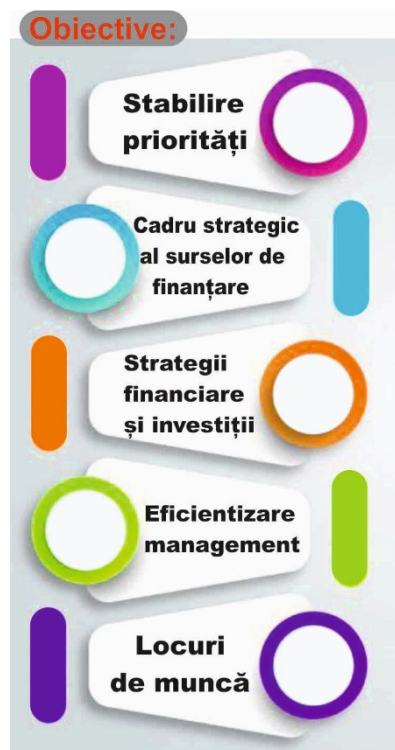 Obiective:
Stabilire
priorități
Cadru strategic
al surselor de
finanțare
Strategii
financiare
și investiții
Eficientizare
management
Locuri
de muncă